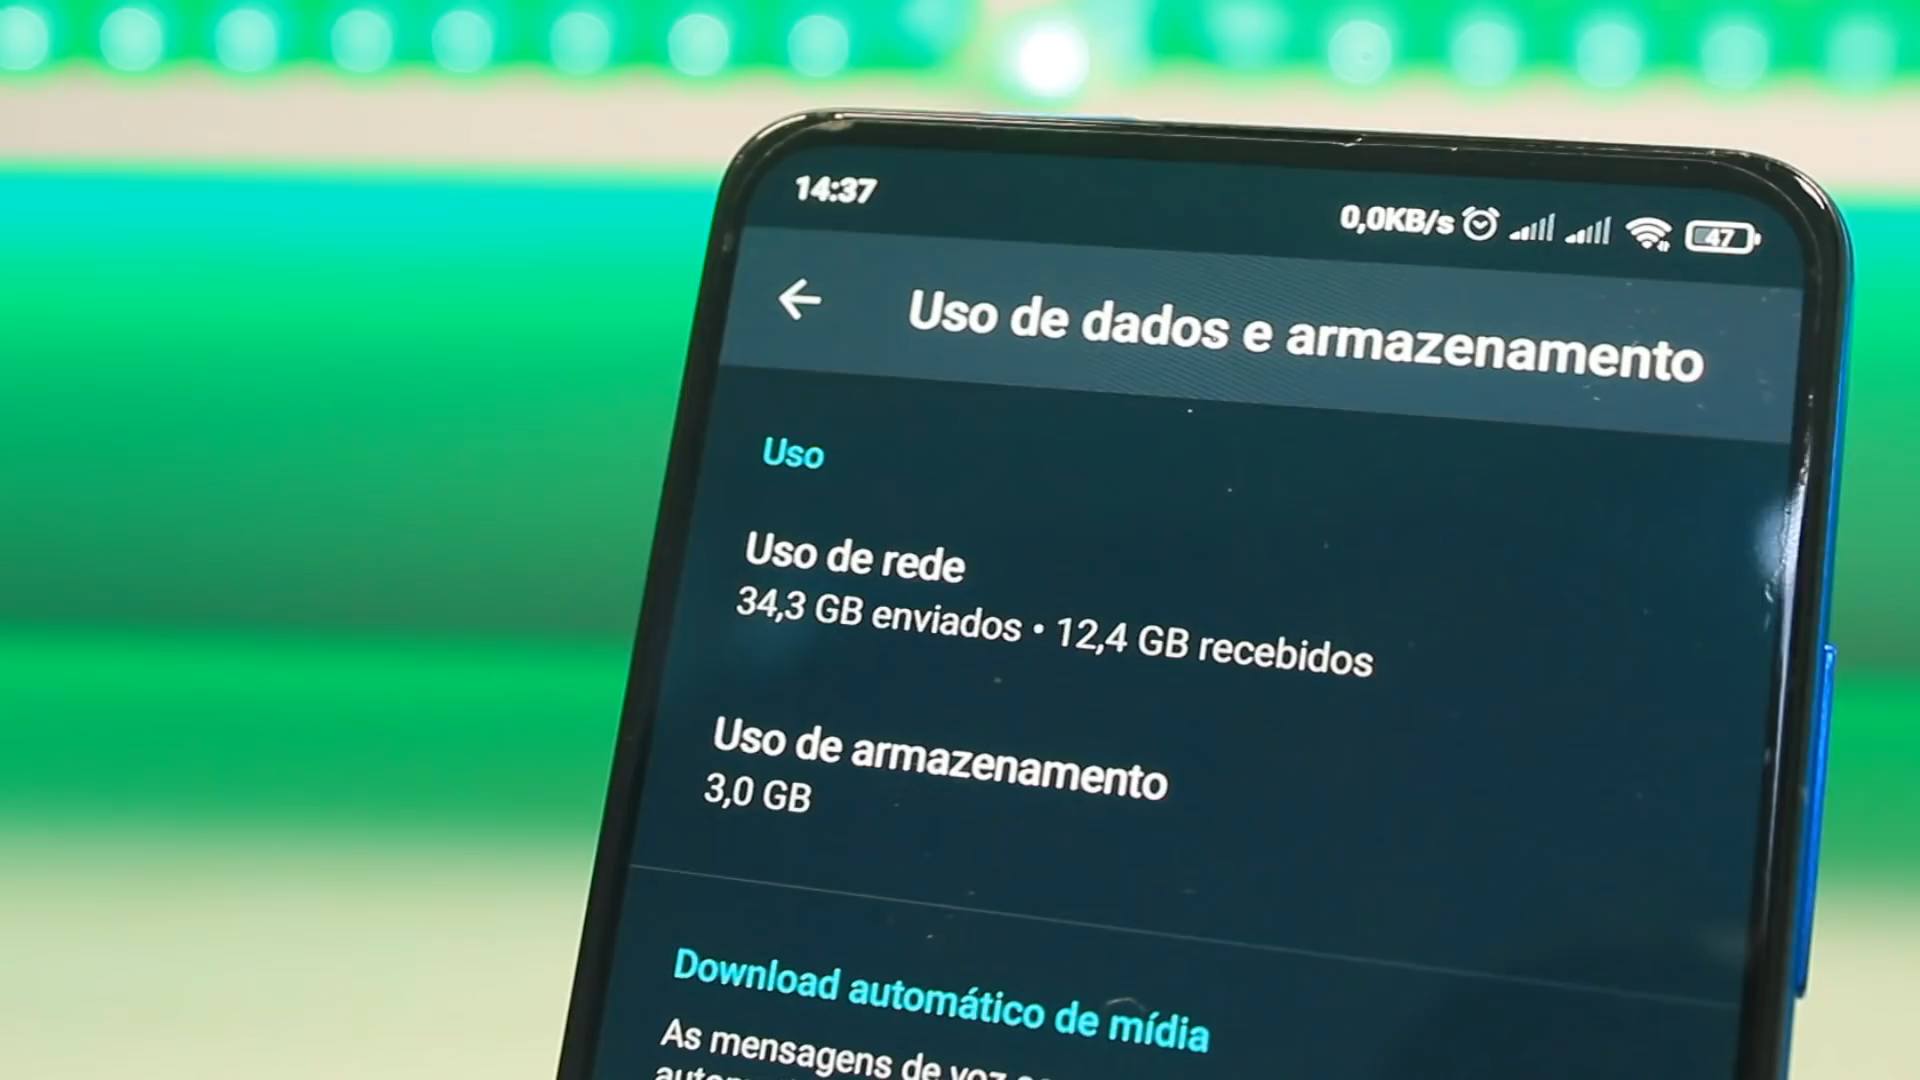 14:37
0,0KB/s
47
Uso de dados e armazenamento
Uso
Uso de rede
34,3 GB enviados • 12,4 GB recebidos
Uso de armazenamento
3,0 GB
Download automático de mídia
As mensagens de voz